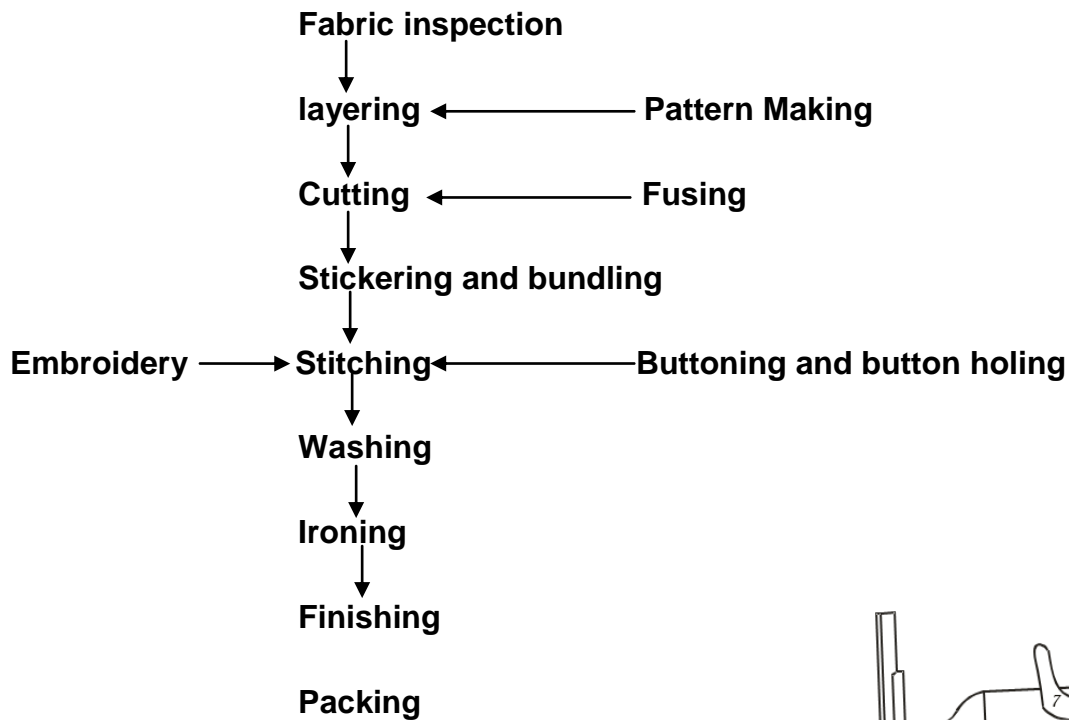 Fabric inspection
layering Pattern Making
Cutting Fusing
Stickering and bundling
Embroidery Stitching Buttoning and button holing
Washing
Ironing
Finishing
Packing
7